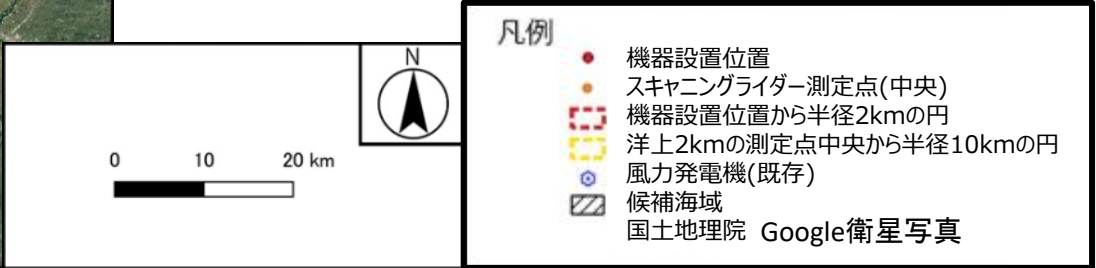 N
0 10 20 km
凡例
機器設置位置
スキャニングライダー測定点(中央)
機器設置位置から半径2kmの円
洋上2kmの測定点中央から半径10kmの円
風力発電機(既存)
候補海域
国土地理院 Google衛星写真